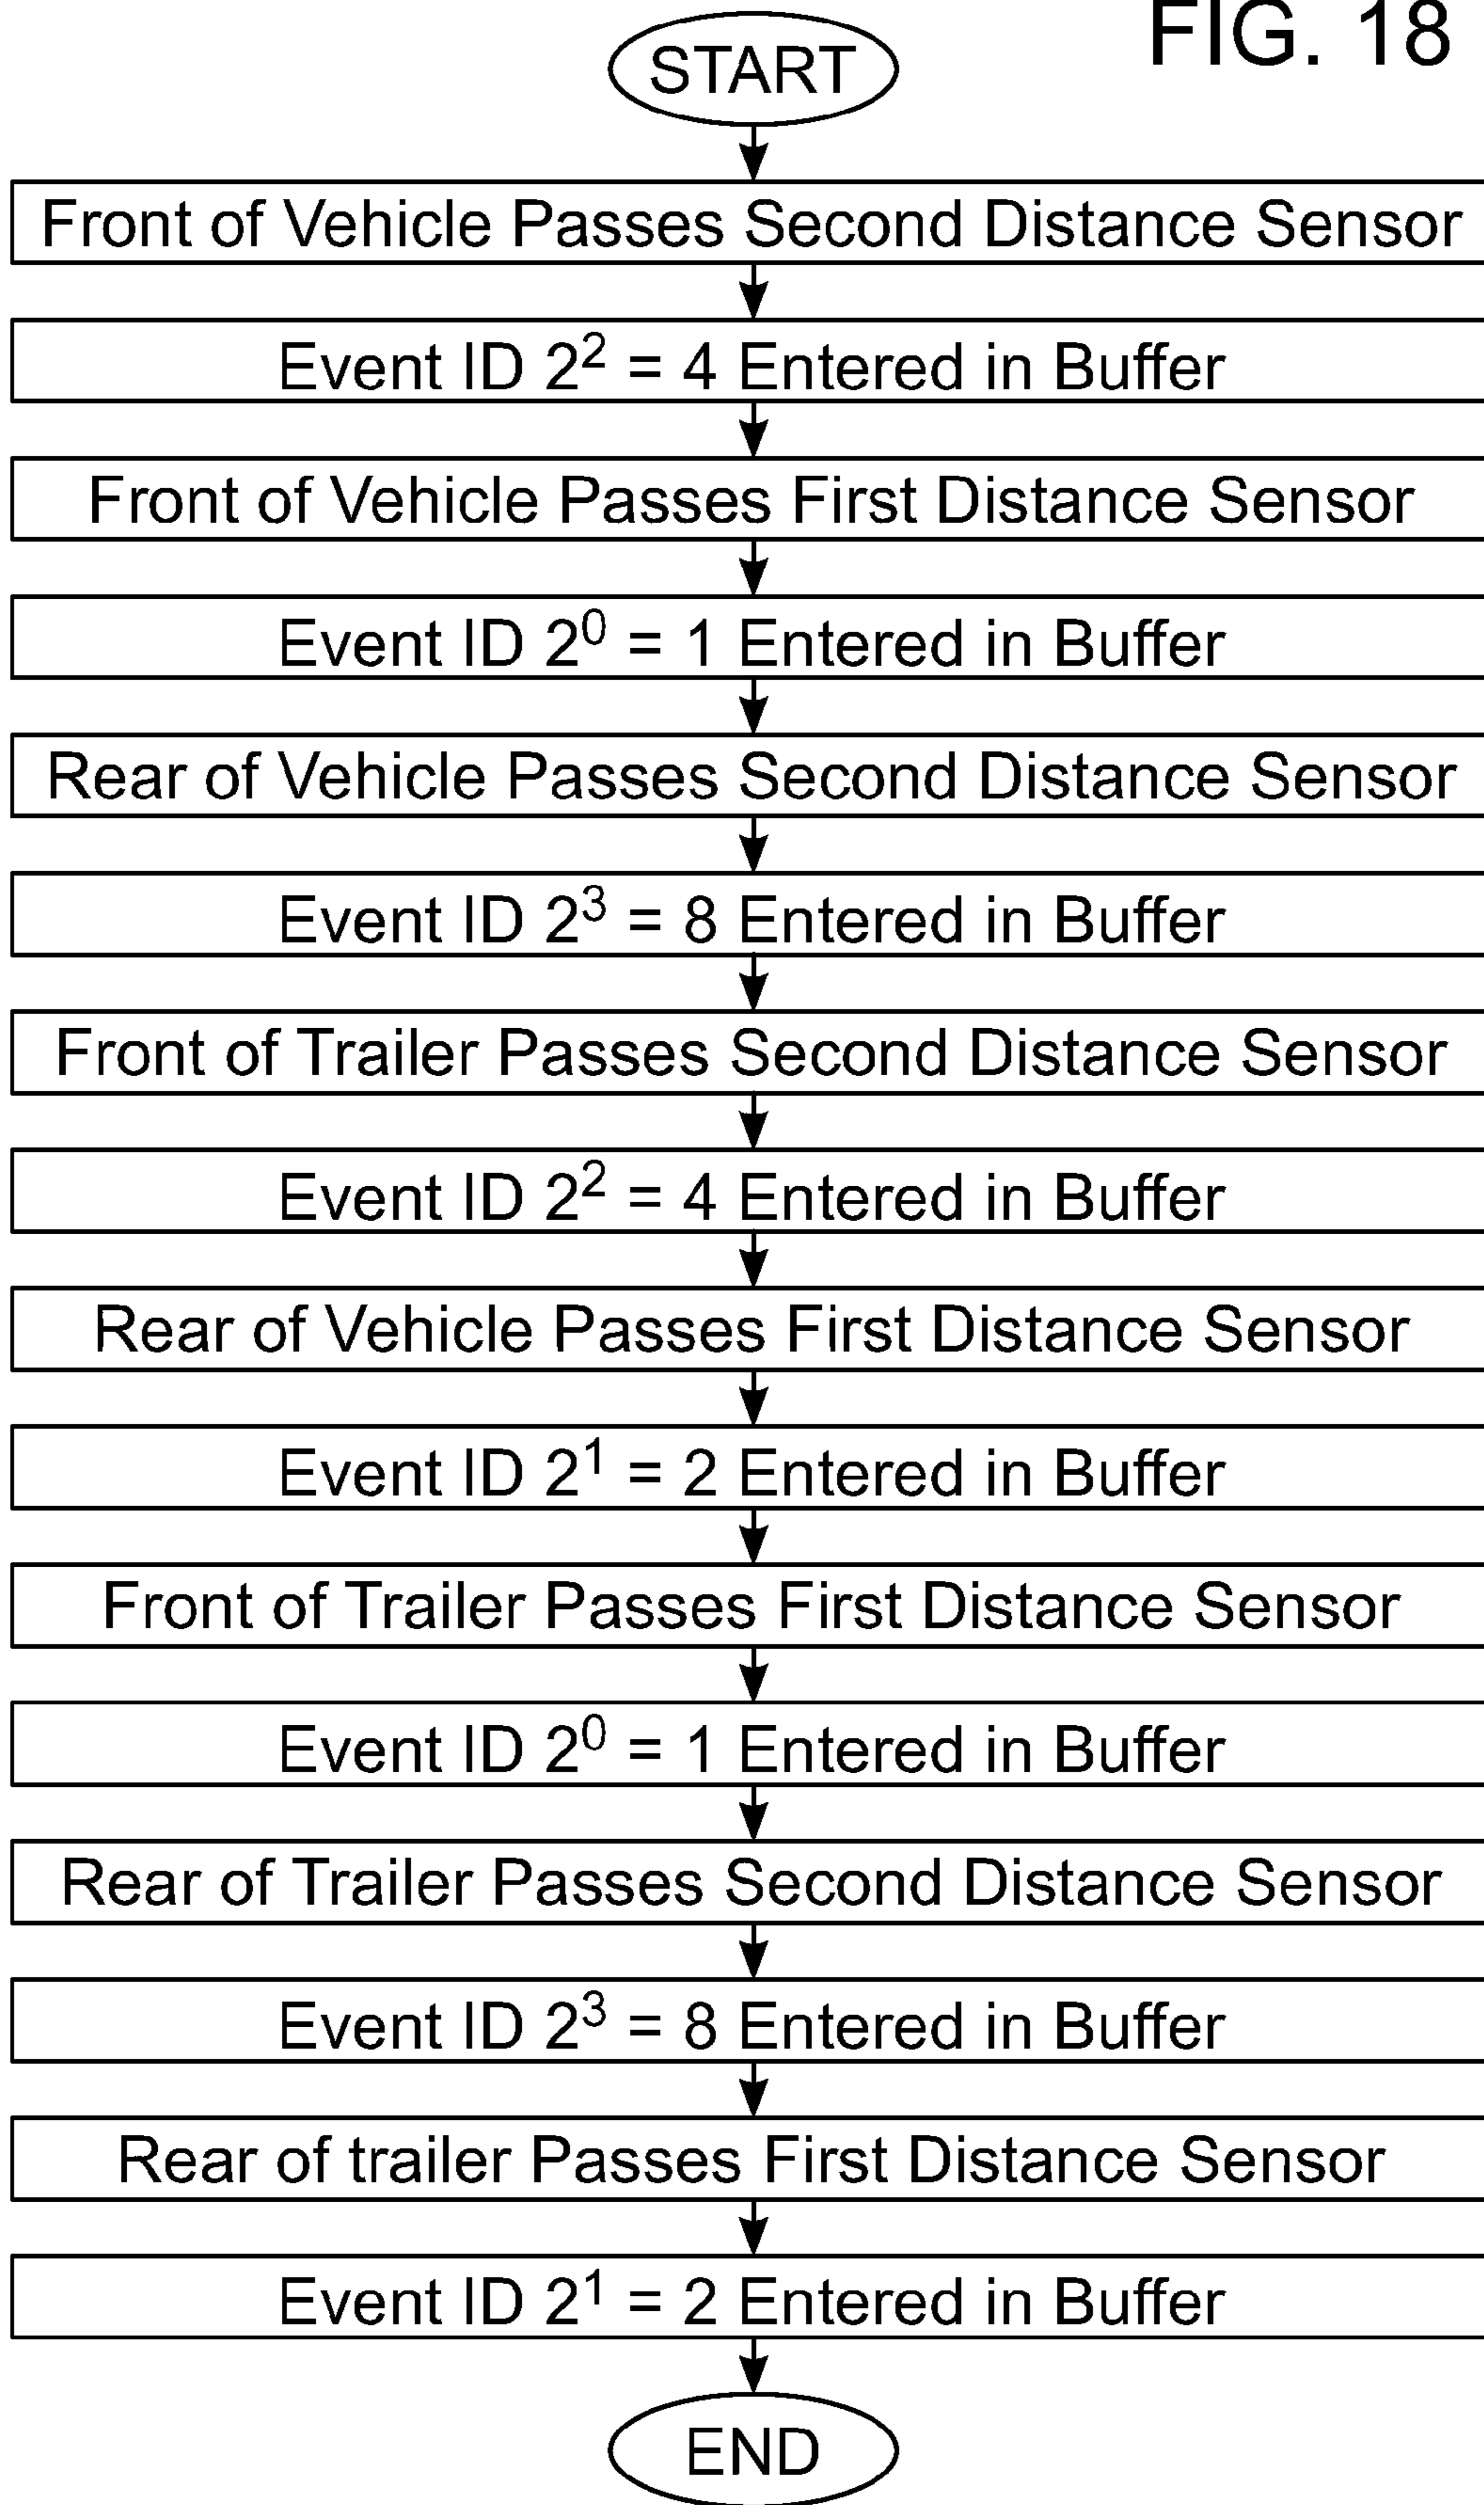 FIG. 18
START
Front of Vehicle Passes Second Distance Sensor
Event ID 2² = 4 Entered in Buffer
Front of Vehicle Passes First Distance Sensor
Event ID 2⁰ = 1 Entered in Buffer
Rear of Vehicle Passes Second Distance Sensor
Event ID 2³ = 8 Entered in Buffer
Front of Trailer Passes Second Distance Sensor
Event ID 2² = 4 Entered in Buffer
Rear of Vehicle Passes First Distance Sensor
Event ID 2¹ = 2 Entered in Buffer
Front of Trailer Passes First Distance Sensor
Event ID 2⁰ = 1 Entered in Buffer
Rear of Trailer Passes Second Distance Sensor
Event ID 2³ = 8 Entered in Buffer
Rear of trailer Passes First Distance Sensor
Event ID 2¹ = 2 Entered in Buffer
END